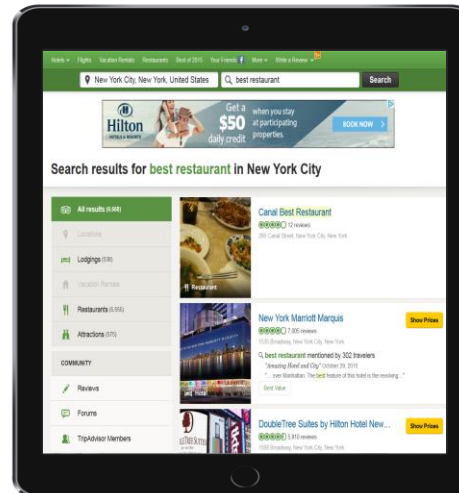 Hotels Flights Vacation Rentals Restaurants Best of 2015 Your Friends More Write a Review
New York City, New York, United States best restaurant Search
Hilton
HOTELS & RESORTS
Get a
$50
daily credit
when you stay
at participating
properties.
BOOK NOW
Search results for best restaurant in New York City
All results
Locations
Lodgings
Vacation Rentals
Restaurants
Attractions
COMMUNITY
Reviews
Forums
TripAdvisor Members
Restaurant
Canal Best Restaurant
12 reviews
Canal Street, New York City, New York
Hotel
New York Marriott Marquis
7,005 reviews
1535 Broadway, New York City, New York
best restaurant mentioned by 302 travelers
"Amazing Hotel and City" October 29, 2015
"... over Manhattan. The best feature of this hotel is the revolving..."
Best Value
Show Prices
DoubleTree Suites by Hilton Hotel New...
5,910 reviews
Broadway, New York City, New York
Show Prices